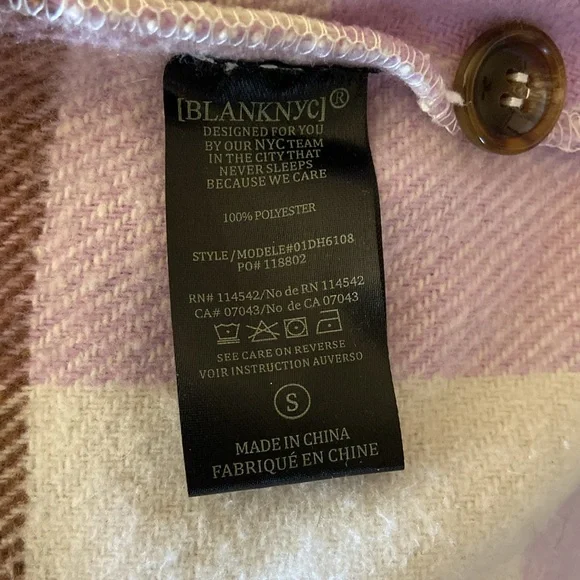 [BLANKNYC]®
DESIGNED FOR YOU
BY OUR NYC TEAM
IN THE CITY THAT
NEVER SLEEPS
BECAUSE WE CARE
100% POLYESTER
STYLE/MODELE#01DH6108
PO# 118802
RN# 114542/No de RN 114542
CA# 07043/No de CA 07043
SEE CARE ON REVERSE
VOIR INSTRUCTION AUVERSO
S
MADE IN CHINA
FABRIQUÉ EN CHINE